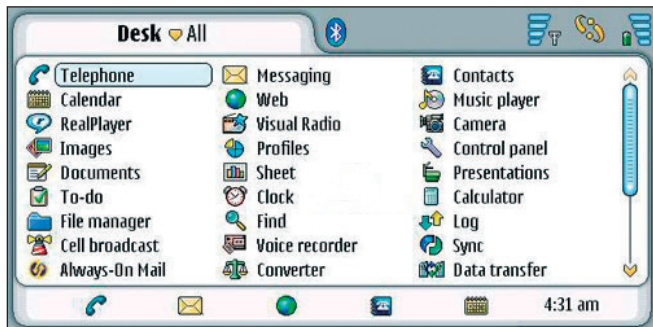 Desk All
Telephone Messaging Contacts
Calendar Web Music player
RealPlayer Visual Radio Camera
Images Profiles Control panel
Documents Sheet Presentations
To-do Clock Calculator
File manager Find Log
Cell broadcast Voice recorder Sync
Always-On Mail Converter Data transfer
4:31 am